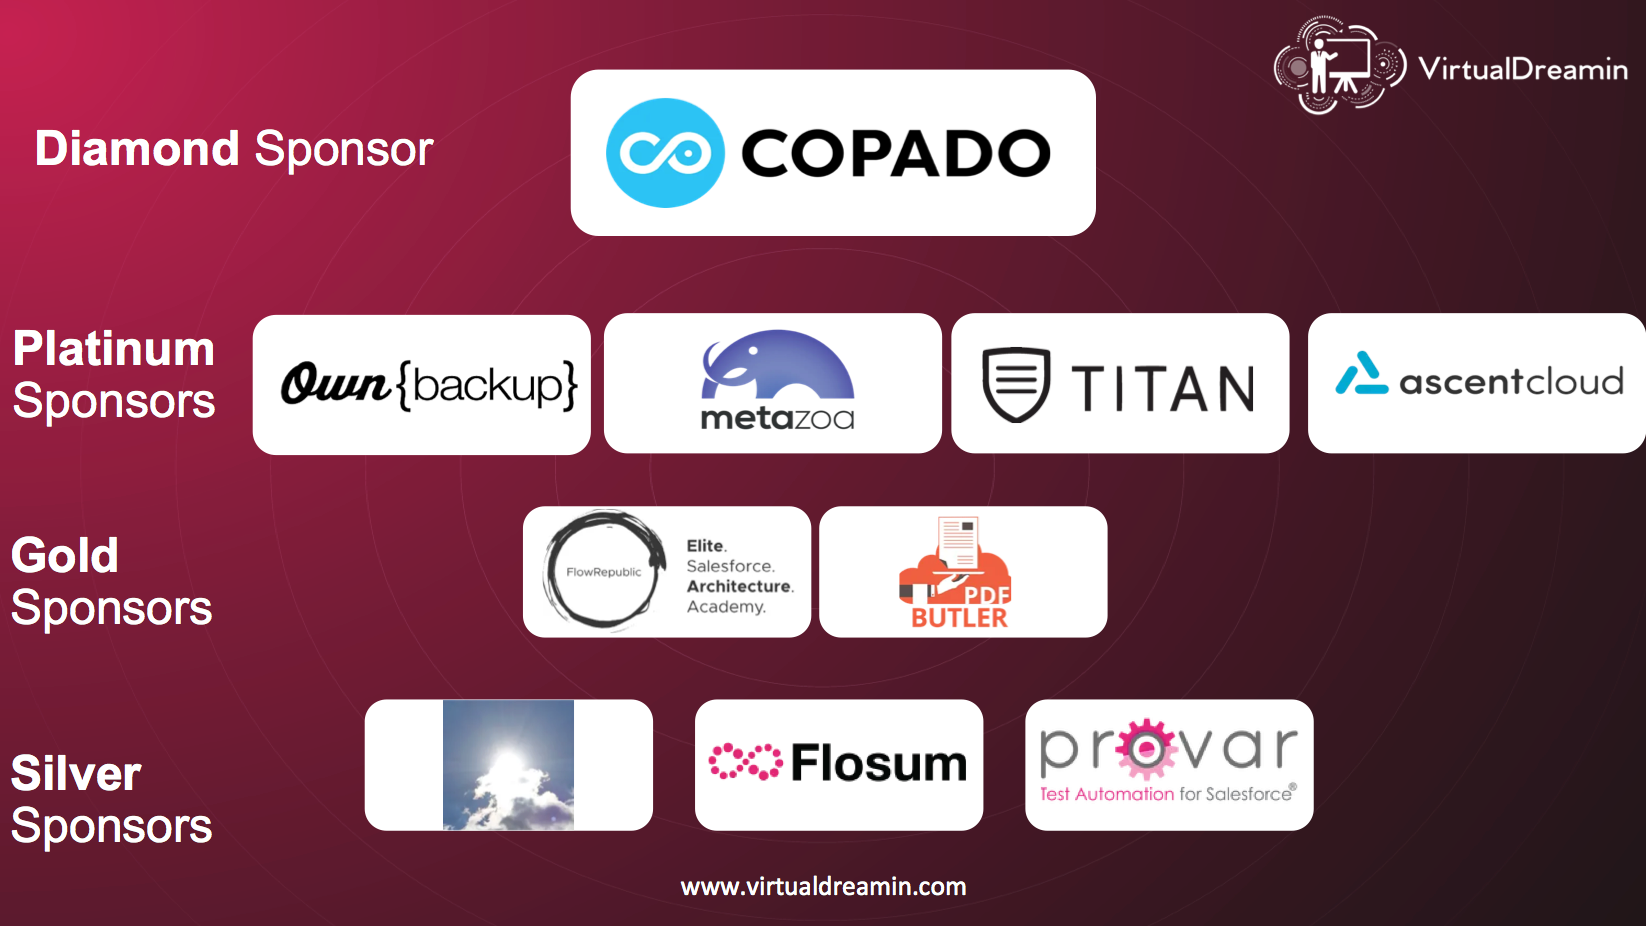 VirtualDreamin
Diamond Sponsor
COPADO
Platinum
Sponsors
Own{backup}
metazoa
TITAN
ascentcloud
Gold
Sponsors
FlowRepublic
Elite.
Salesforce.
Architecture.
Academy.
PDF
BUTLER
Silver
Sponsors
Flosum
provar
Test Automation for Salesforce®
www.virtualdreamin.com